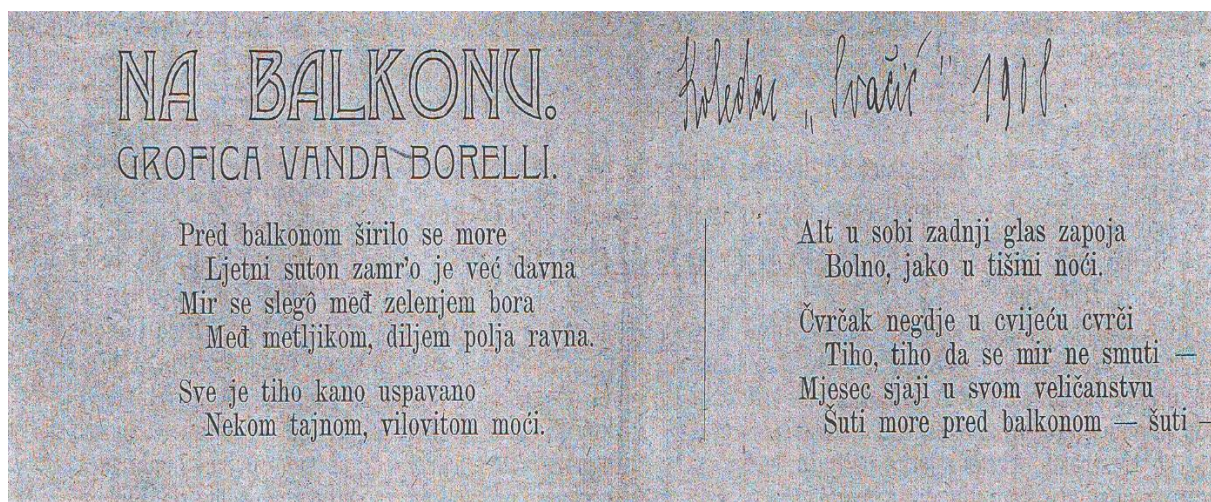 NA BALKONU.
GROFICA VANDA BORELLI.
Koledar „Svačić" 1908.
Pred balkonom širilo se more
Ljetni suton zamr'o je već davna
Mir se slegô međ zelenjem bora
Međ metljikom, diljem polja ravna.
Sve je tiho kano uspavano
Nekom tajnom, vilovitom moći.
Alt u sobi zadnji glas zapoja
Bolno, jako u tišini noći.
Čvrčak negdje u cvijeću cvrči
Tiho, tiho da se mir ne smuti —
Mjesec sjaji u svom veličanstvu
Šuti more pred balkonom — šuti —